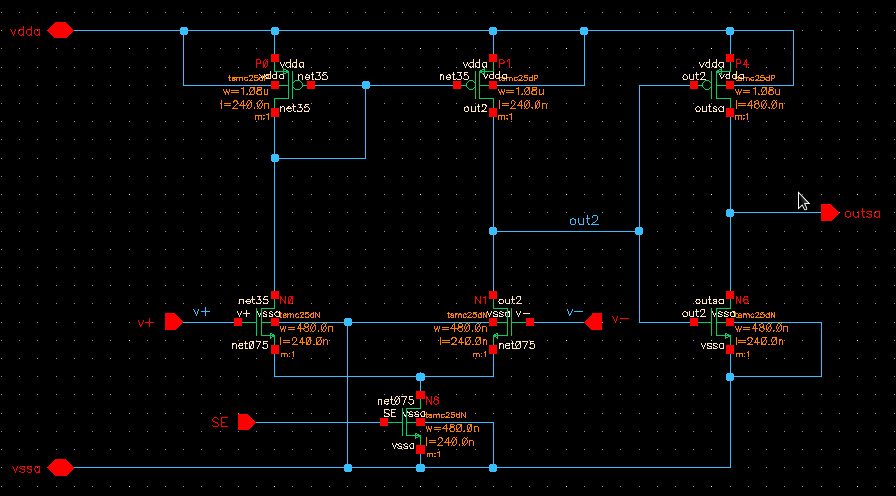 vdda
vdda
P0
tsmc25dP
vdda
net35
w=1.08u
l=240.0n
net35
m:1
vdda
P1
net35
vdda
tsmc25dP
w=1.08u
out2
l=240.0n
m:1
vdda
P4
out2
vdda
tsmc25dP
w=1.08u
outsa
l=480.0n
m:1
outsa
out2
net35
N0
v+
v+
v+
vssa
tsmc25dN
w=480.0n
net075
l=240.0n
m:1
N1
out2
tsmc25dN
vssa
v-
v-
v-
w=480.0n
l=240.0n
net075
m:1
outsa
N6
out2
vssa
tsmc25dN
w=480.0n
vssa
l=240.0n
m:1
net075
N8
SE
SE
vssa
tsmc25dN
w=480.0n
vssa
l=240.0n
m:1
vssa